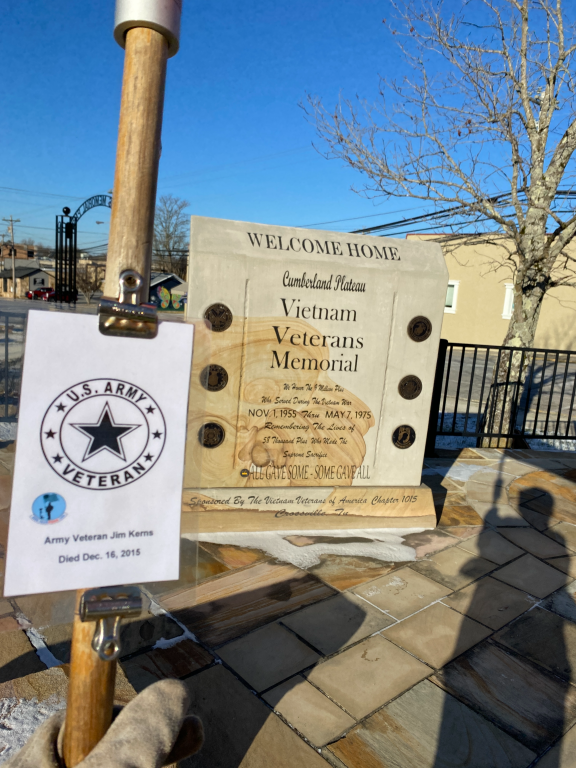 WELCOME HOME
Cumberland Plateau
Vietnam
Veterans
Memorial
We Honor The 9 Million Plus
Who Served During The Vietnam War
NOV. 1, 1955 Thru MAY 7, 1975
Remembering The Lives of
58 Thousand Plus Who Made The
Supreme Sacrifice
ALL GAVE SOME - SOME GAVE ALL
Sponsored By The Vietnam Veterans of America Chapter 1015
Crossville, Tn.
U.S. ARMY
VETERAN
Army Veteran Jim Kerns
Died Dec. 16, 2015